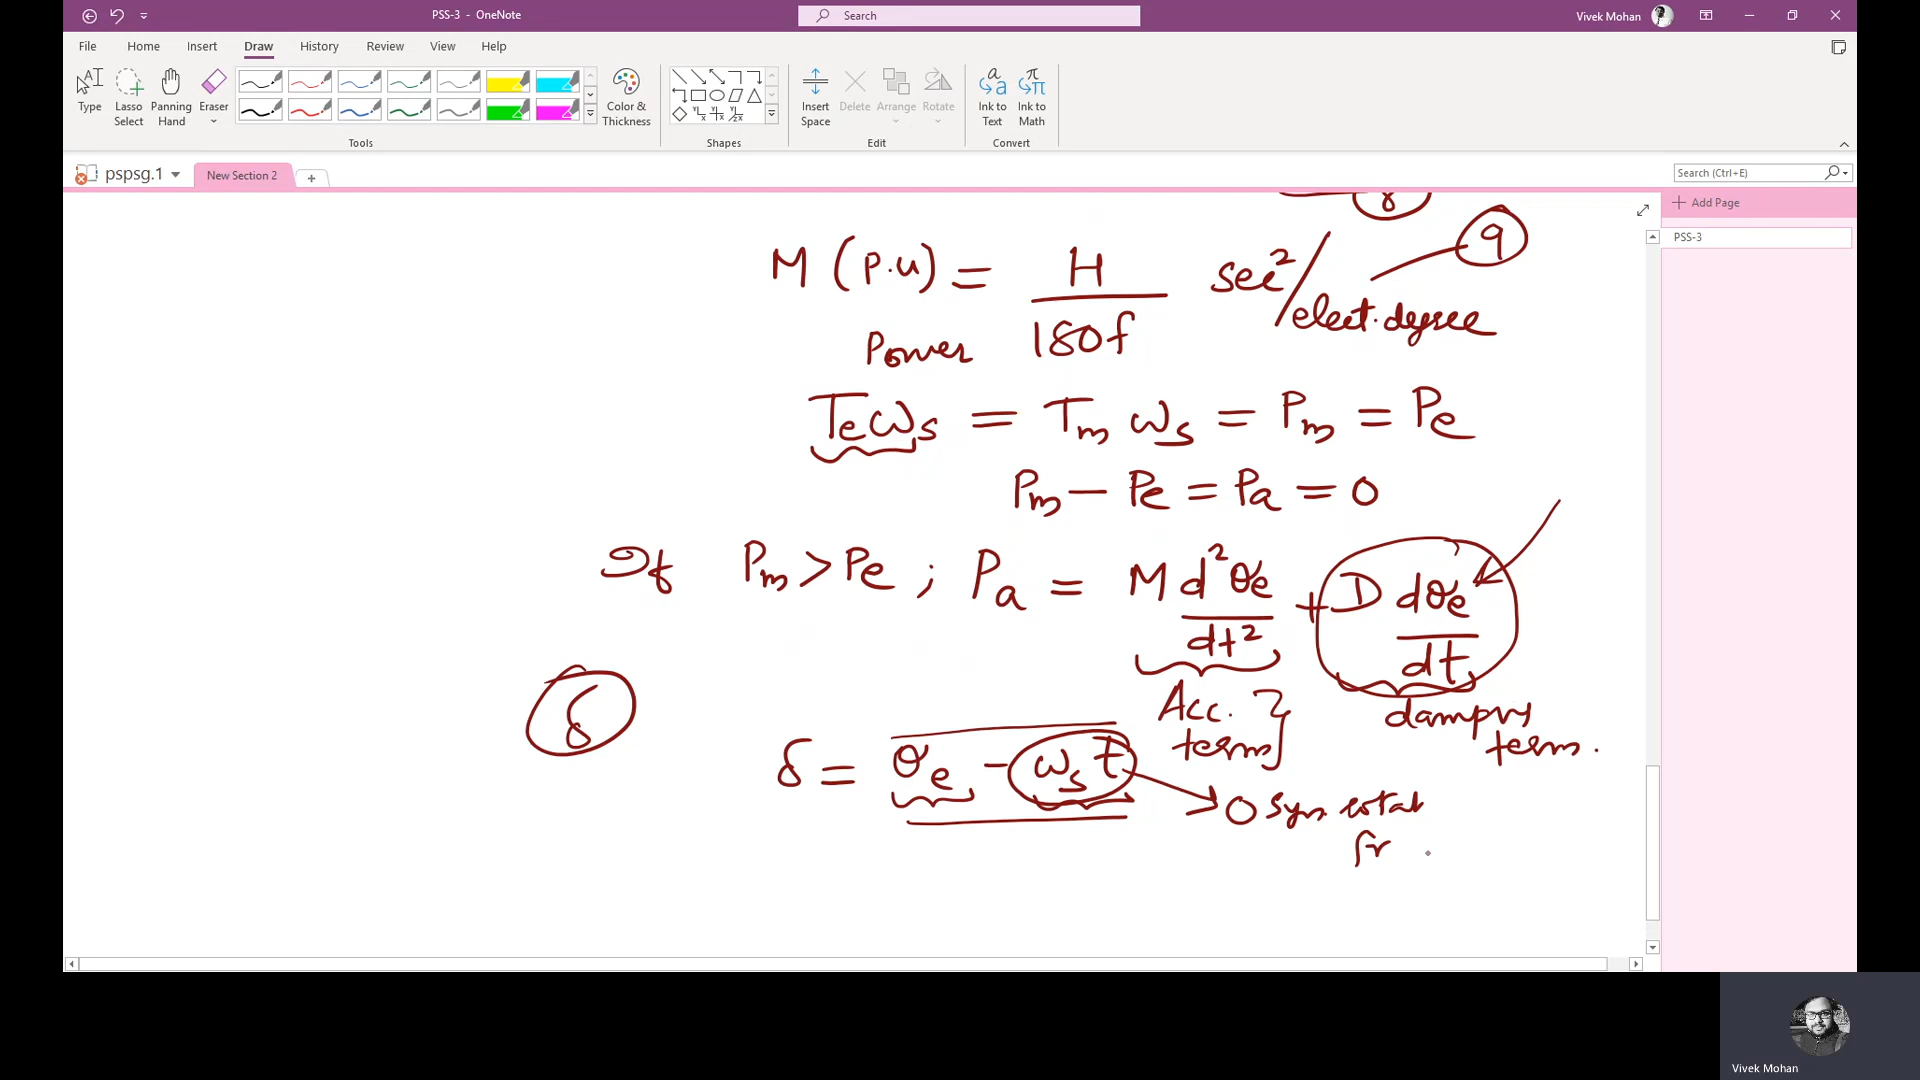 PSS-3 - OneNote
Search
Vivek Mohan
File Home Insert Draw History Review View Help
Type
Lasso Select
Panning Hand
Eraser
Color & Thickness
Insert Space
Delete
Arrange
Rotate
Ink to Text
Ink to Math
Tools
Shapes
Edit
Convert
pspsg.1
New Section 2
Search (Ctrl+E)
Add Page
PSS-3
8
9
M (p.u) = H / 180f sec² / elect. degree
Power
Teωs = Tm ωs = Pm = Pe
Pm - Pe = Pa = 0
If Pm > Pe ; Pa = M d²θe/dt² + D dθe/dt
Acc. term
damping term.
δ
δ = θe - ωs t
O syn. rotat
fr
Vivek Mohan